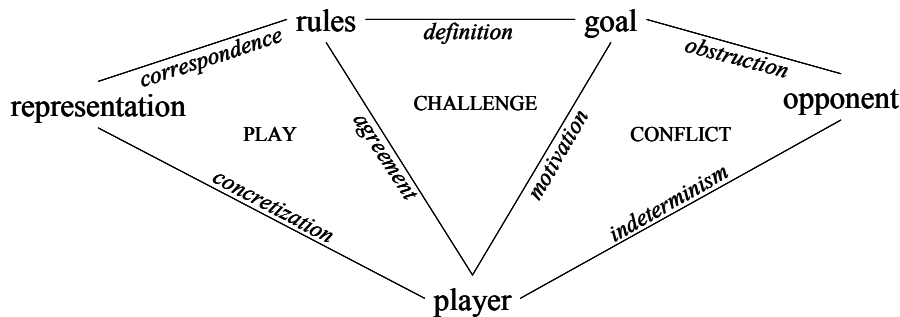 rules
goal
definition
correspondence
obstruction
representation
opponent
CHALLENGE
PLAY
CONFLICT
agreement
motivation
concretization
indeterminism
player